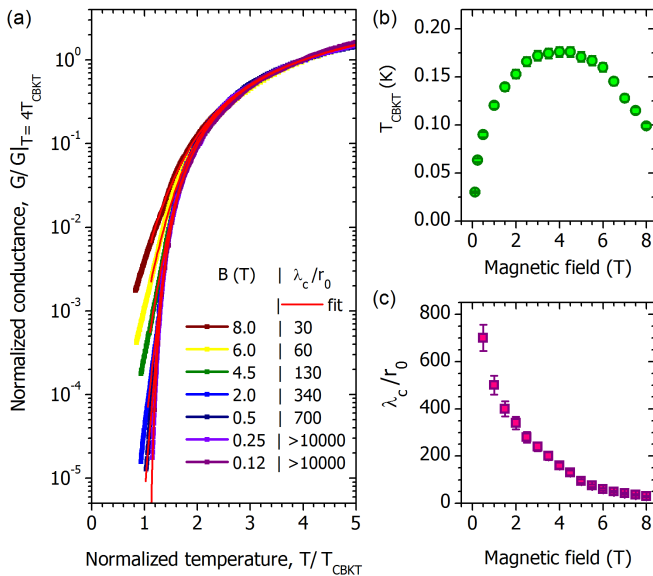 (a)
Normalized conductance, G/ G|T= 4TCBKT
10^0
10^-1
10^-2
10^-3
10^-4
10^-5
B (T) | λc/r0
| fit
8.0 | 30
6.0 | 60
4.5 | 130
2.0 | 340
0.5 | 700
0.25 | >10000
0.12 | >10000
0 1 2 3 4 5
Normalized temperature, T/ TCBKT
(b)
TCBKT (K)
0.20
0.15
0.10
0.05
0.00
0 2 4 6 8
Magnetic field (T)
(c)
λc/r0
800
600
400
200
0
0 2 4 6 8
Magnetic field (T)